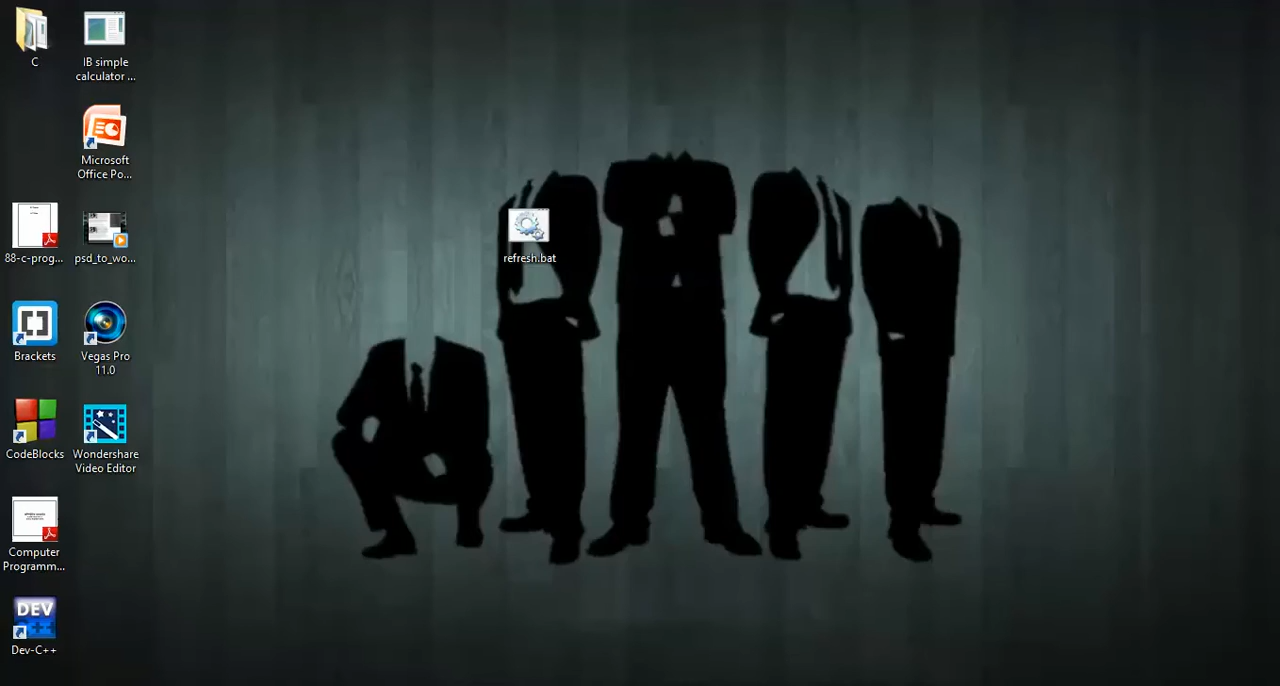 C
IB simple
calculator ...
Microsoft
Office Po...
88-c-prog...
psd_to_wo...
refresh.bat
Brackets
Vegas Pro
11.0
CodeBlocks
Wondershare
Video Editor
Computer
Programm...
DEV
C++
Dev-C++